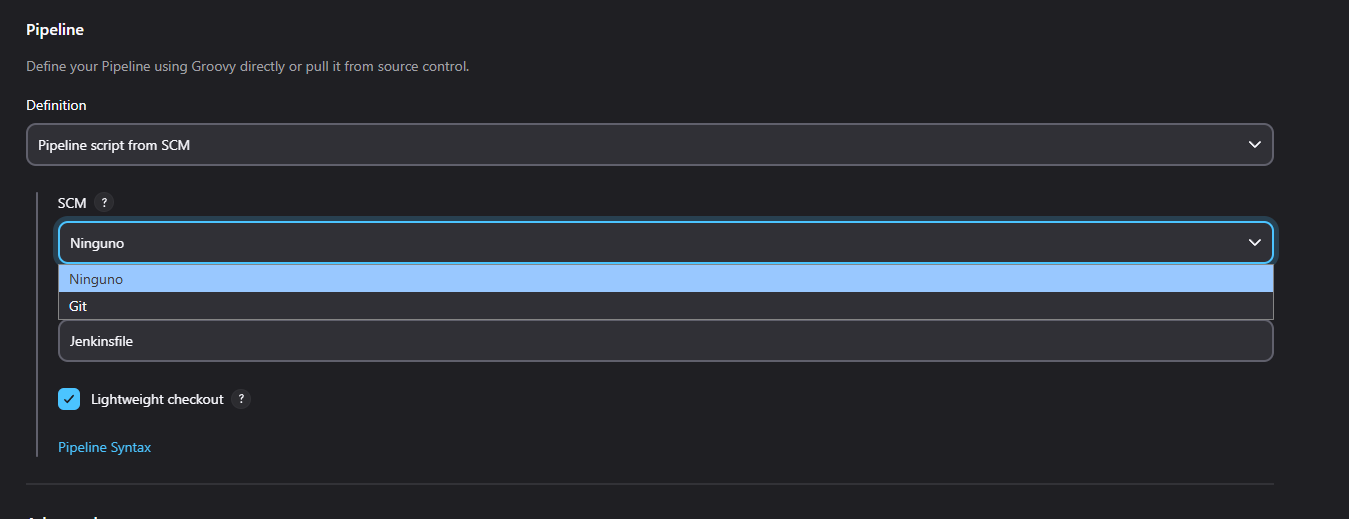 Pipeline
Define your Pipeline using Groovy directly or pull it from source control.
Definition
Pipeline script from SCM
SCM ?
Ninguno
Ninguno
Git
Jenkinsfile
Lightweight checkout ?
Pipeline Syntax